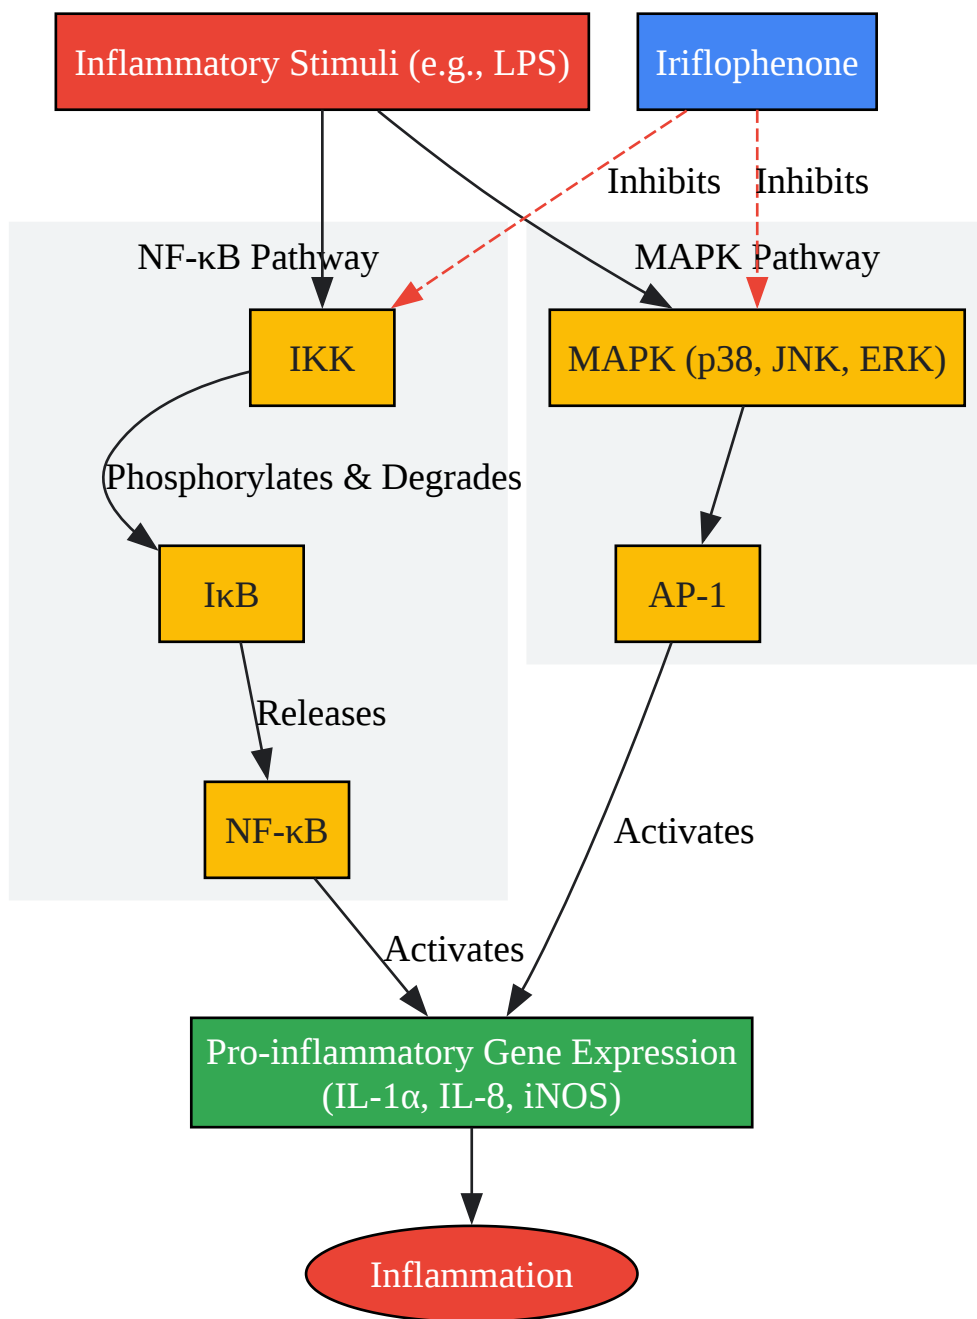 Inflammatory Stimuli (e.g., LPS)
Iriflophenone
Inhibits
Inhibits
NF-κB Pathway
MAPK Pathway
IKK
MAPK (p38, JNK, ERK)
Phosphorylates & Degrades
IκB
AP-1
Releases
NF-κB
Activates
Activates
Pro-inflammatory Gene Expression
(IL-1α, IL-8, iNOS)
Inflammation